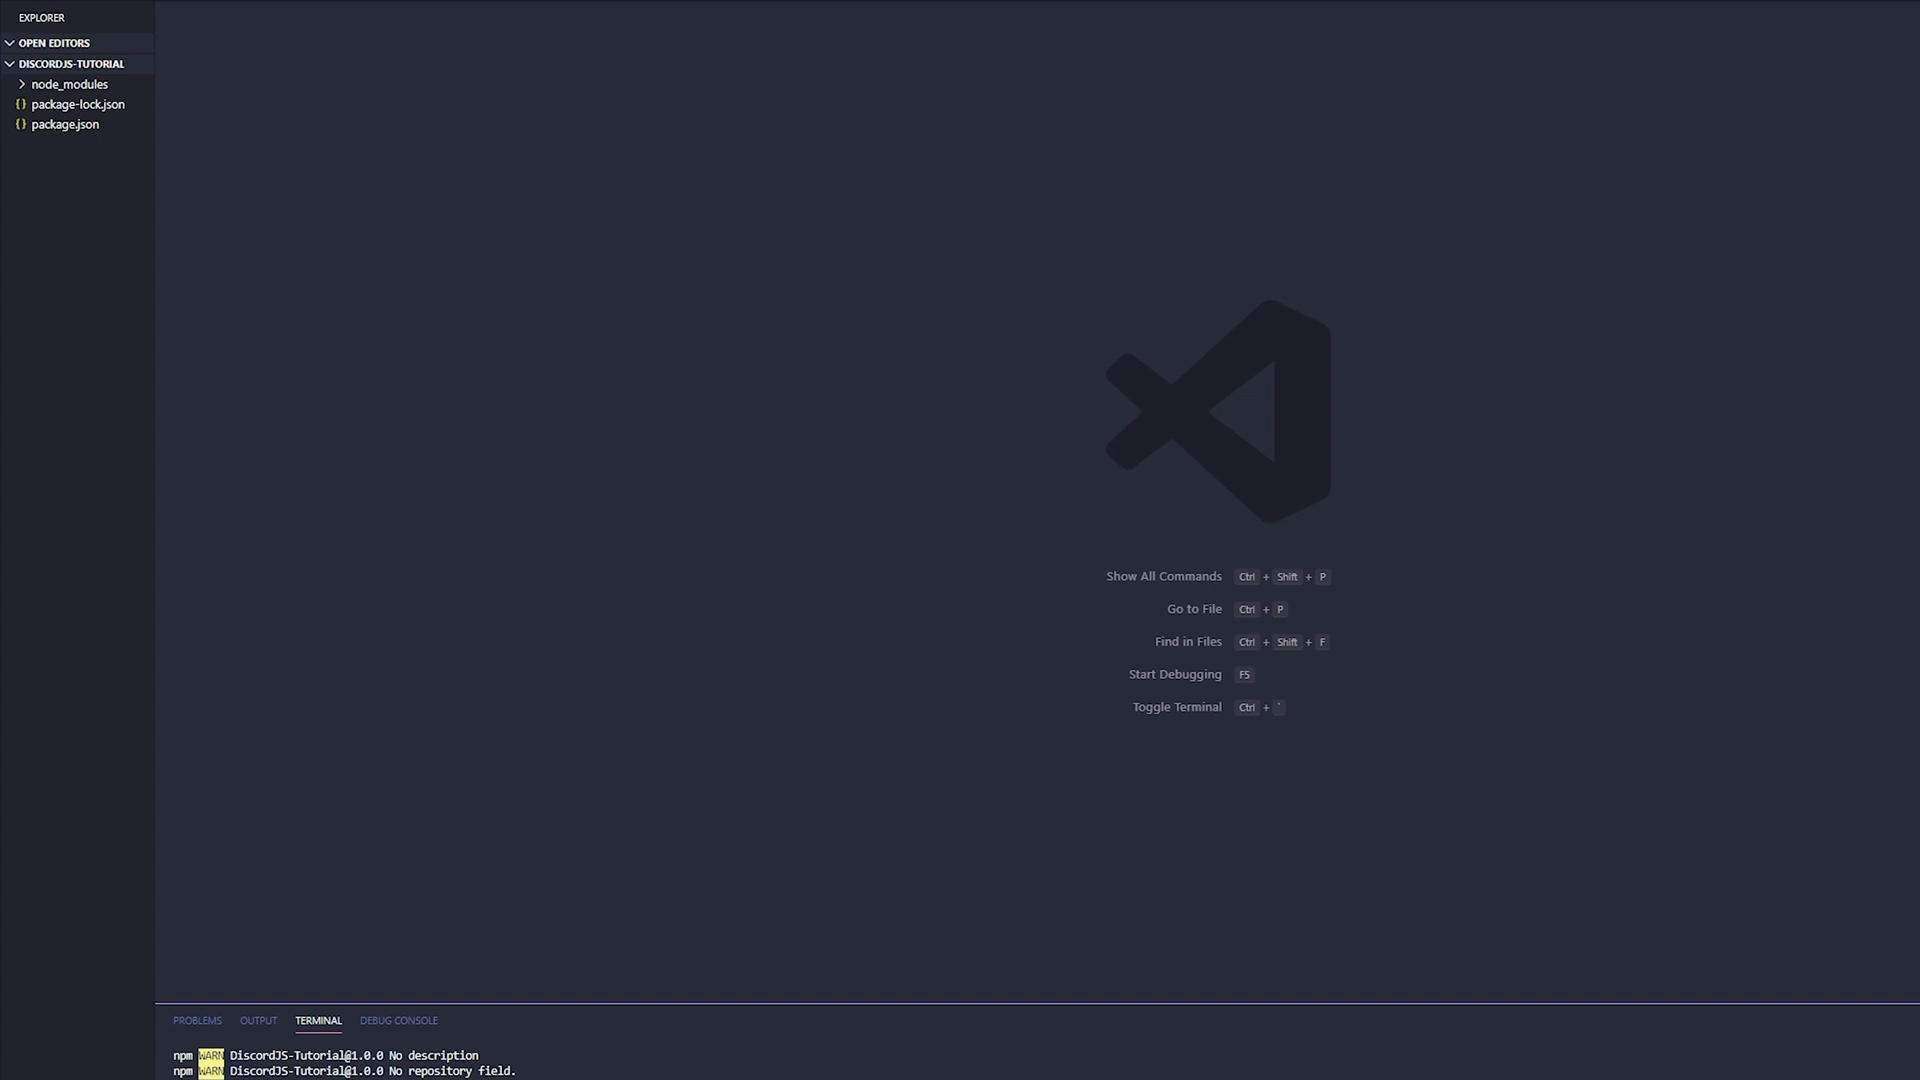 EXPLORER
OPEN EDITORS
DISCORDJS-TUTORIAL
node_modules
{} package-lock.json
{} package.json
Show All Commands Ctrl + Shift + P
Go to File Ctrl + P
Find in Files Ctrl + Shift + F
Start Debugging F5
Toggle Terminal Ctrl + `
PROBLEMS OUTPUT TERMINAL DEBUG CONSOLE
npm WARN DiscordJS-Tutorial@1.0.0 No description
npm WARN DiscordJS-Tutorial@1.0.0 No repository field.